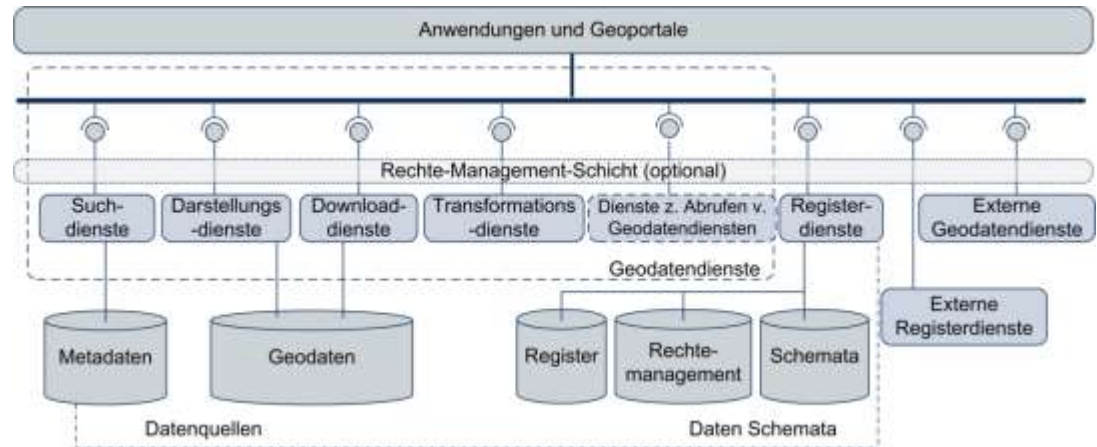 Anwendungen und Geoportale
Rechte-Management-Schicht (optional)
Such-
dienste
Darstellungs
-dienste
Download-
dienste
Transformations
-dienste
Dienste z. Abrufen v.
Geodatendiensten
Register-
dienste
Externe
Geodatendienste
Geodatendienste
Externe
Registerdienste
Metadaten
Geodaten
Register
Rechte-
management
Schemata
Datenquellen
Daten Schemata